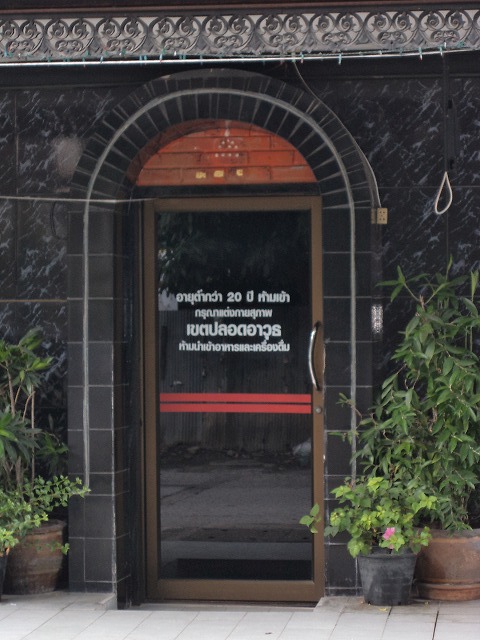 อายุต่ำกว่า 20 ปี ห้ามเข้า
กรุณาแต่งกายสุภาพ
เขตปลอดอาวุธ
ห้ามนำเข้าอาหารและเครื่องดื่ม